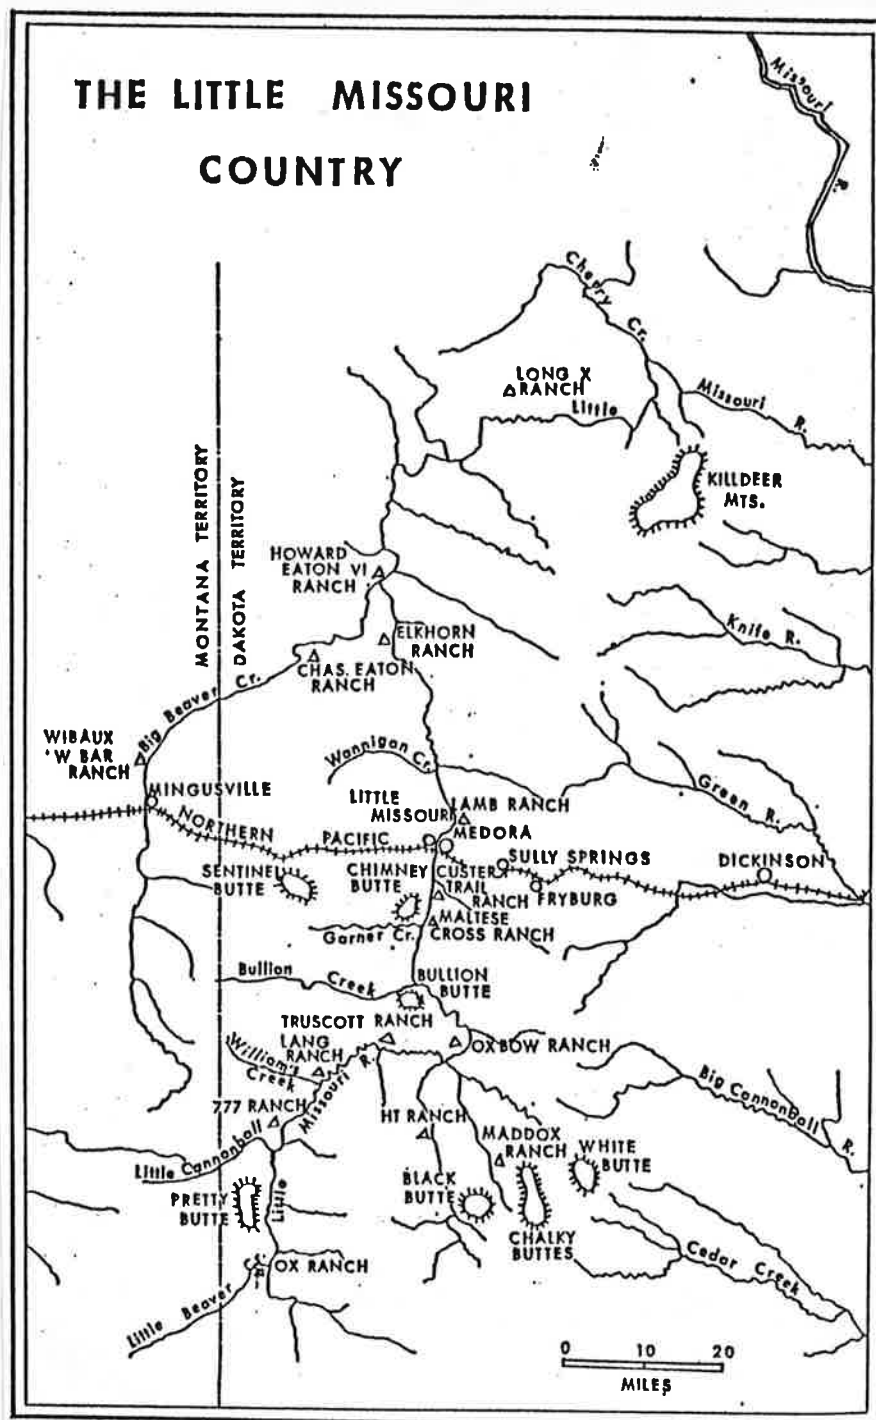 THE LITTLE MISSOURI
COUNTRY
Missouri
R.
Cherry
Cr.
LONG X
RANCH
Little
Missouri
R.
KILLDEER
MTS.
MONTANA TERRITORY
DAKOTA TERRITORY
HOWARD
EATON VI
RANCH
ELKHORN
RANCH
CHAS. EATON
RANCH
Knife R.
Big Beaver Cr.
WIBAUX
'W BAR
RANCH
Wannigan Cr.
MINGUSVILLE
LITTLE
MISSOURI
LAMB RANCH
Green R.
NORTHERN
PACIFIC
MEDORA
SULLY SPRINGS
DICKINSON
SENTINEL
BUTTE
CHIMNEY
BUTTE
CUSTER
TRAIL
RANCH
FRYBURG
MALTESE
CROSS RANCH
Garner Cr.
Bullion
Creek
BULLION
BUTTE
TRUSCOTT RANCH
LANG
RANCH
OX BOW RANCH
William's
Creek
Missouri R.
Big Cannonball
R.
777 RANCH
HT RANCH
Little Cannonball
MADDOX
RANCH
WHITE
BUTTE
PRETTY
BUTTE
Little
BLACK
BUTTE
CHALKY
BUTTES
Cedar Creek
OX RANCH
Little Beaver
Cr.
0 10 20
MILES